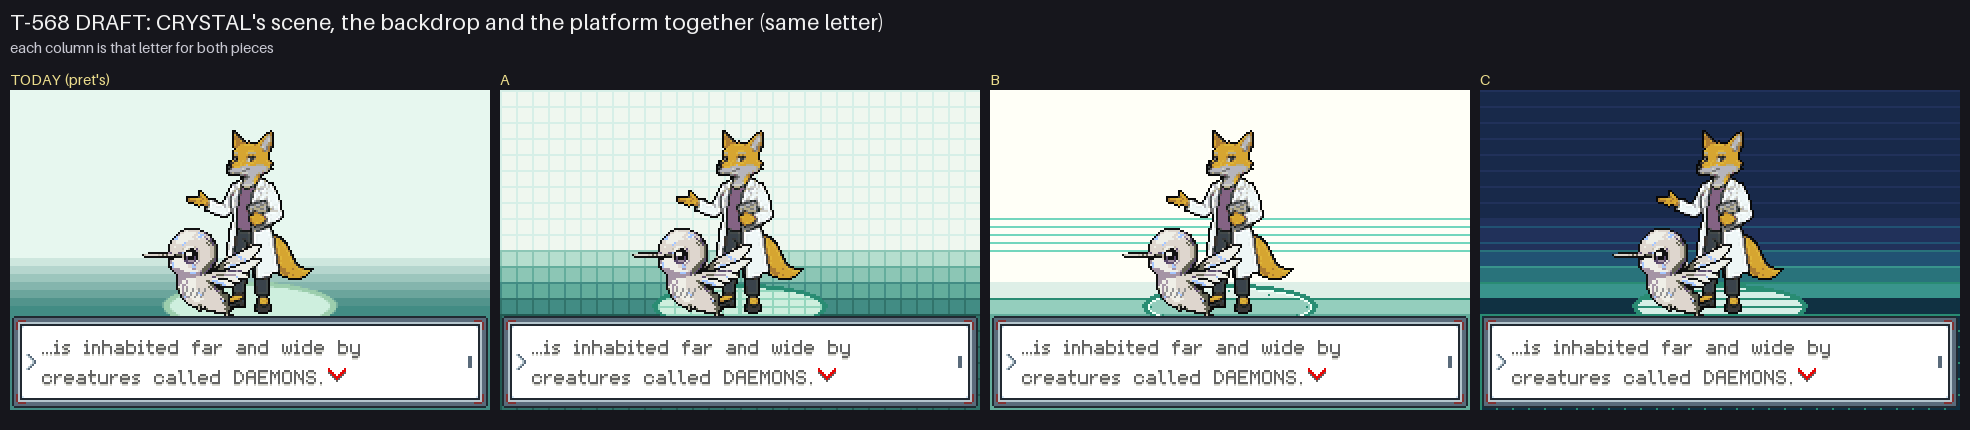 T-568 DRAFT: CRYSTAL's scene, the backdrop and the platform together (same letter)
each column is that letter for both pieces
TODAY (pret's)
A
B
C
…is inhabited far and wide by
creatures called DAEMONS.
…is inhabited far and wide by
creatures called DAEMONS.
…is inhabited far and wide by
creatures called DAEMONS.
…is inhabited far and wide by
creatures called DAEMONS.